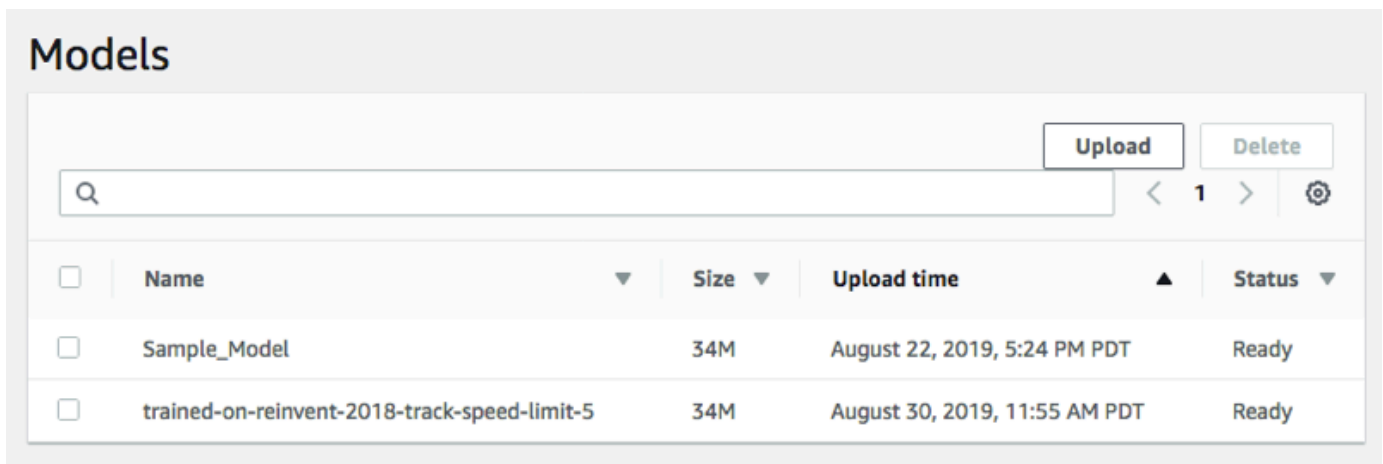 Models
Upload Delete
1
Name Size Upload time Status
Sample_Model 34M August 22, 2019, 5:24 PM PDT Ready
trained-on-reinvent-2018-track-speed-limit-5 34M August 30, 2019, 11:55 AM PDT Ready